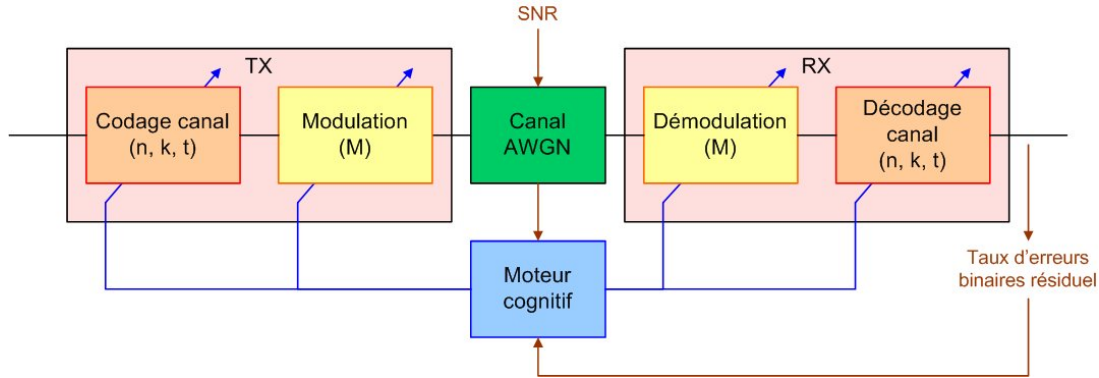 SNR
TX
RX
Codage canal
(n, k, t)
Modulation
(M)
Canal
AWGN
Démodulation
(M)
Décodage
canal
(n, k, t)
Moteur
cognitif
Taux d'erreurs
binaires résiduel